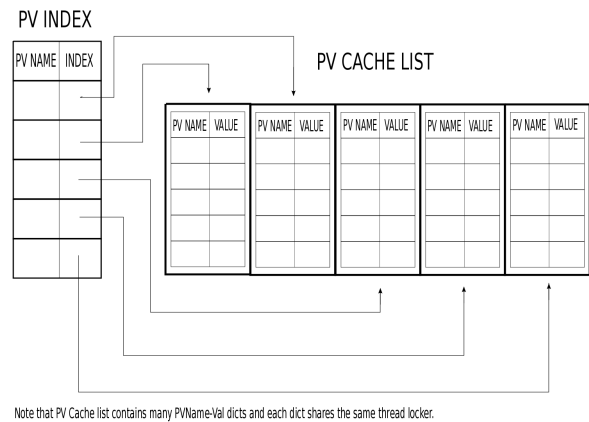 PV INDEX
PV NAME INDEX
PV CACHE LIST
PV NAME VALUE PV NAME VALUE PV NAME VALUE PV NAME VALUE PV NAME VALUE
Note that PV Cache list contains many PVName-Val dicts and each dict shares the same thread locker.